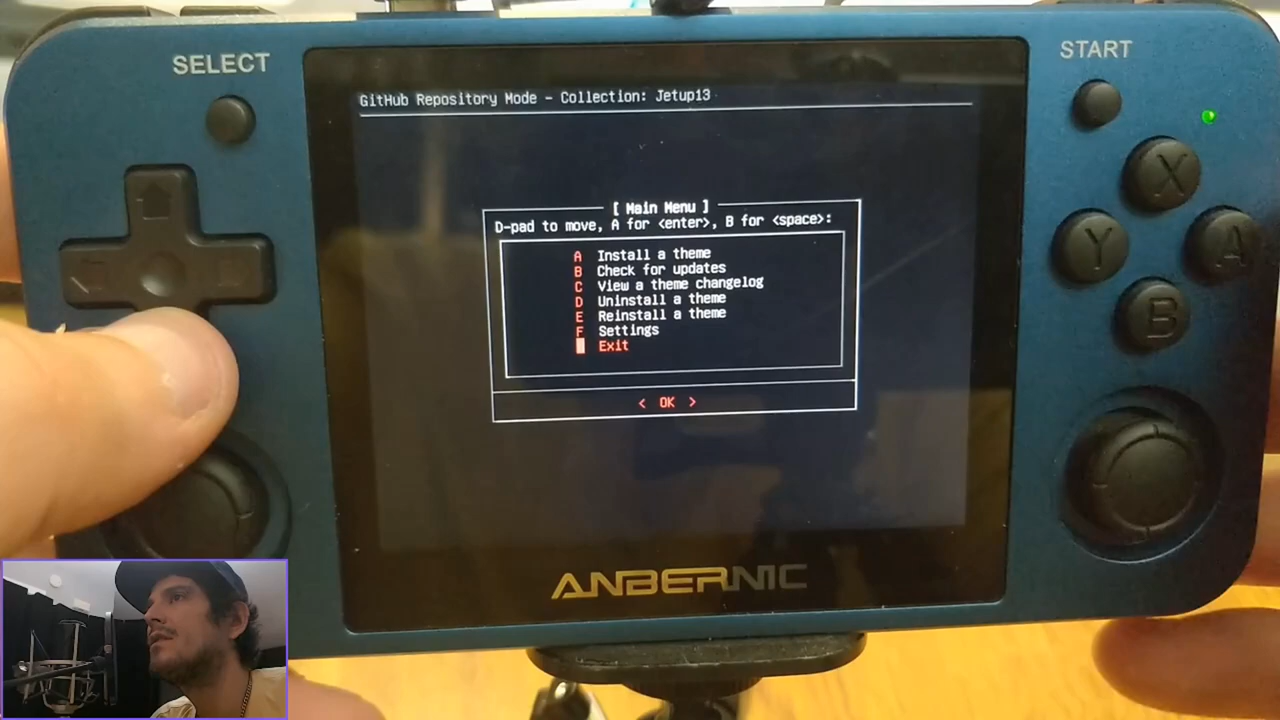 SELECT
START
GitHub Repository Mode - Collection: Jetup13
[ Main Menu ]
D-pad to move, A for <enter>, B for <space>:
A Install a theme
B Check for updates
C View a theme changelog
D Uninstall a theme
E Reinstall a theme
F Settings
Exit
< OK >
X
Y
A
B
ANBERNIC